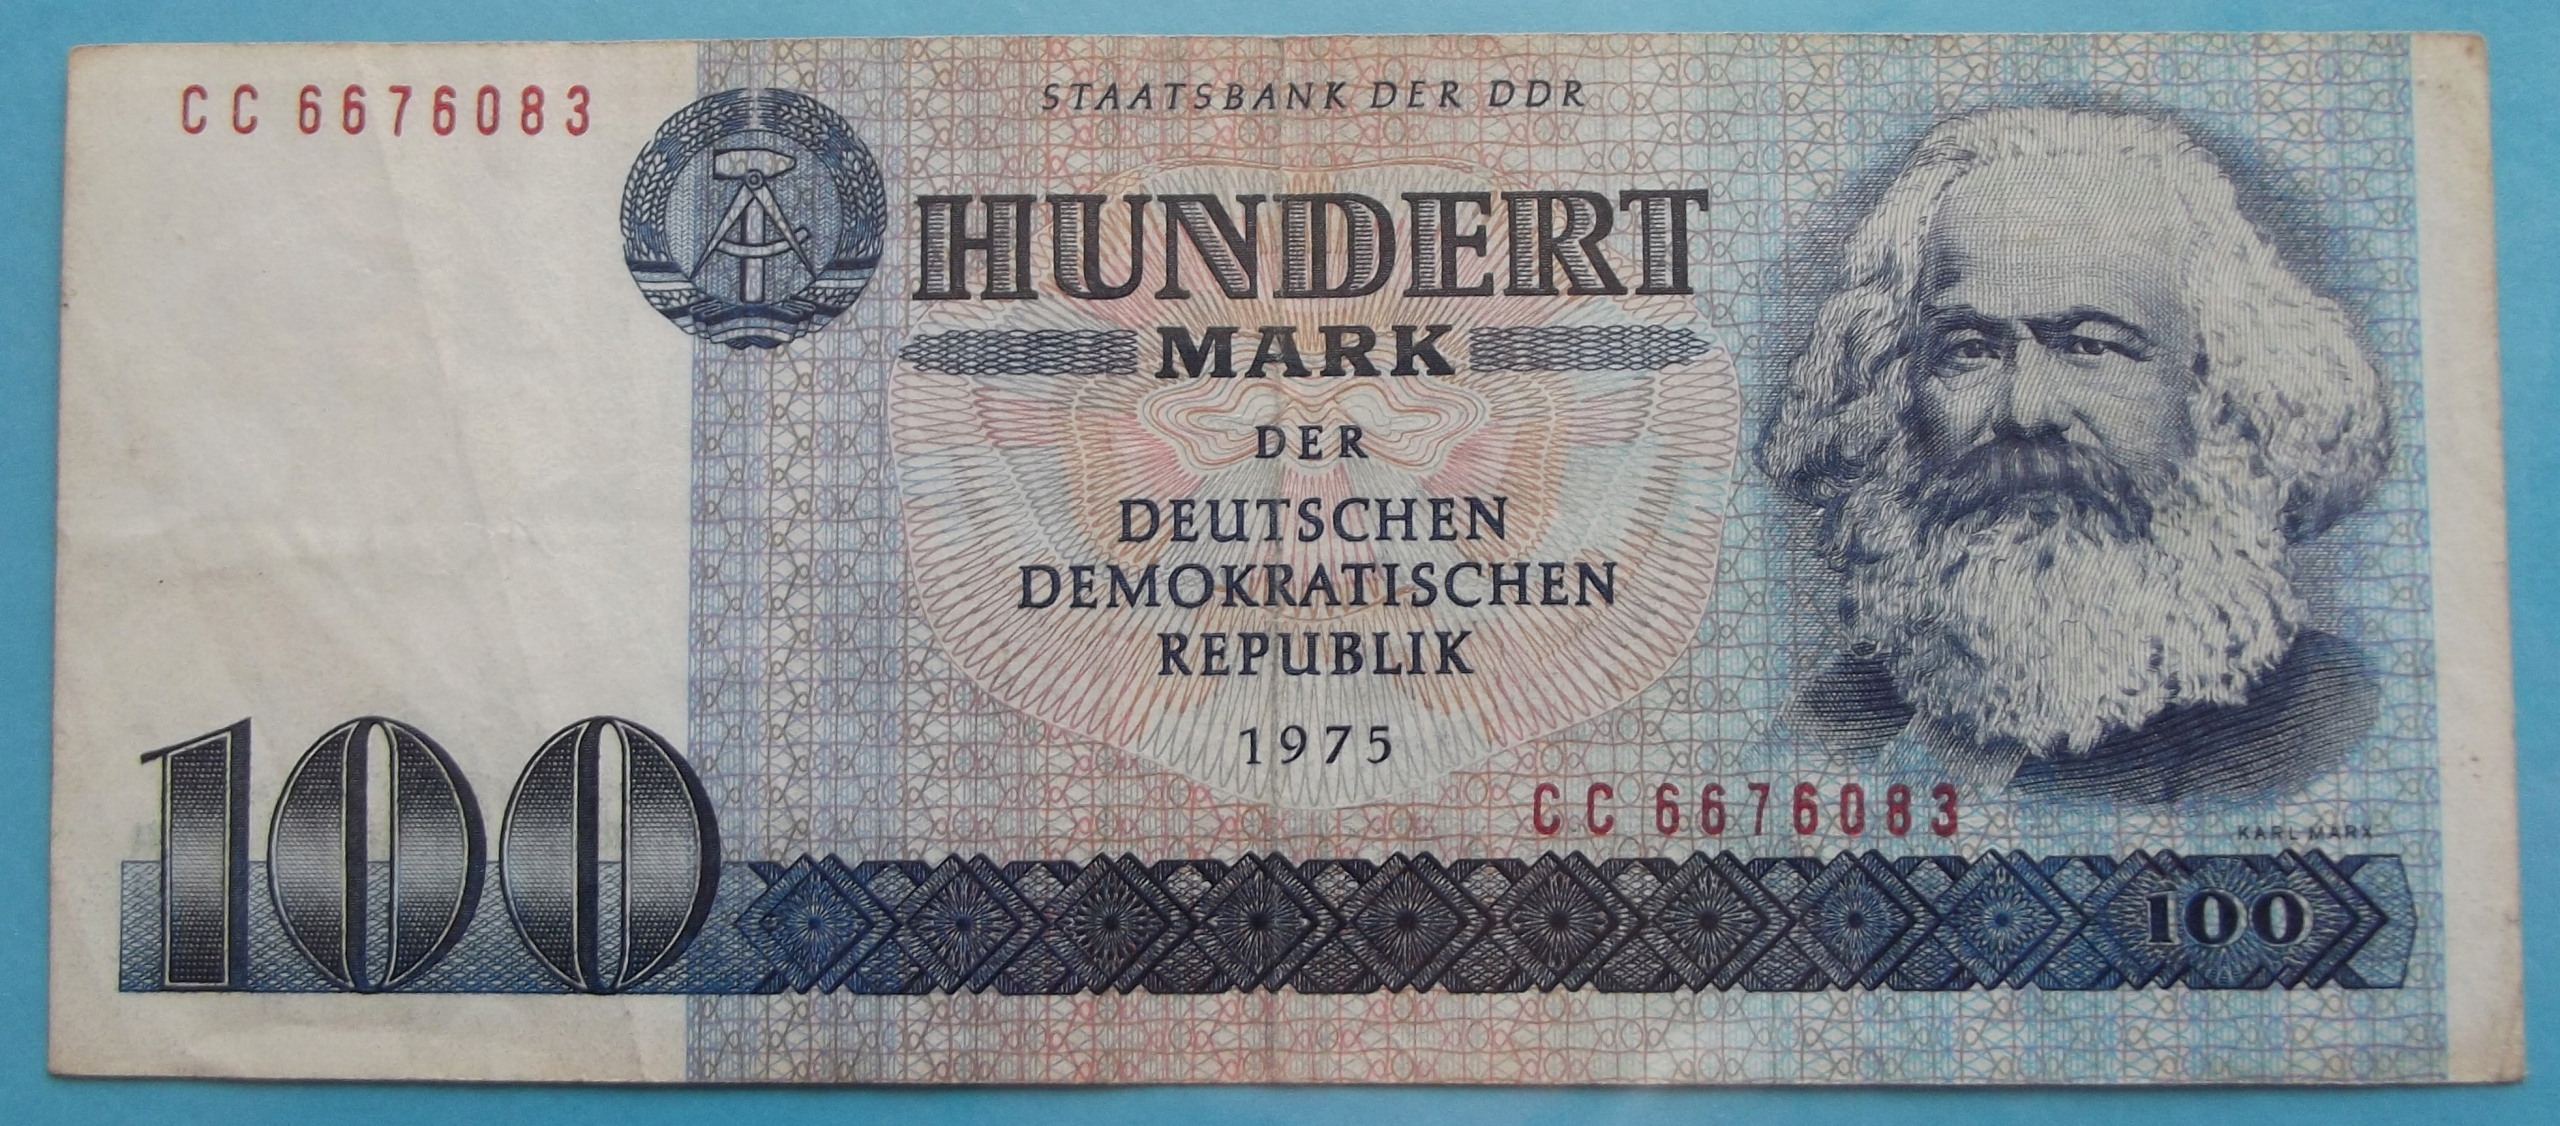 CC 6676083
STAATSBANK DER DDR
HUNDERT
MARK
DER
DEUTSCHEN
DEMOKRATISCHEN
REPUBLIK
1975
CC 6676083
KARL MARX
100
100